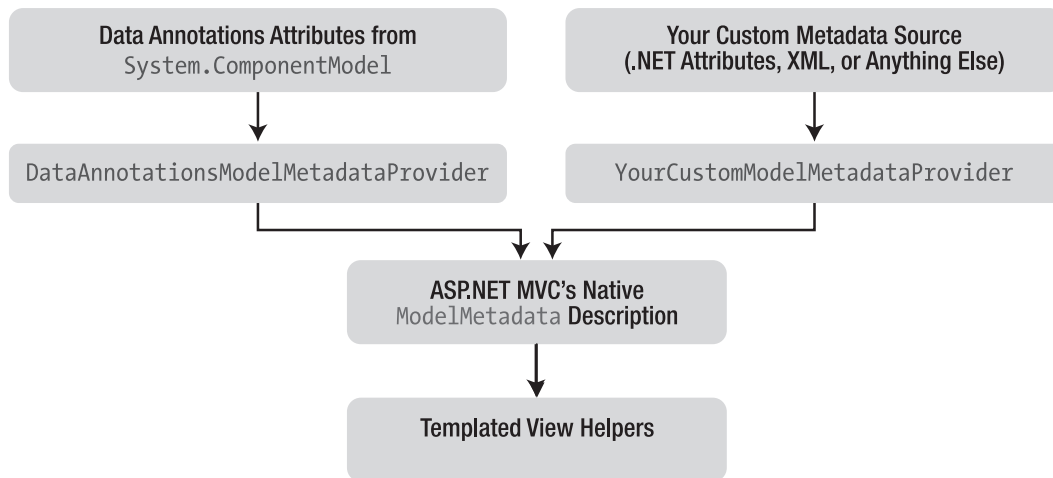 Data Annotations Attributes from
System.ComponentModel
Your Custom Metadata Source
(.NET Attributes, XML, or Anything Else)
DataAnnotationsModelMetadataProvider
YourCustomModelMetadataProvider
ASP.NET MVC's Native
ModelMetadata Description
Templated View Helpers